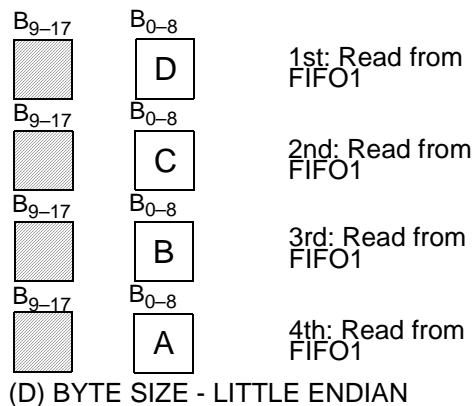 B9–17 B0–8
D 1st: Read from
FIFO1
B9–17 B0–8
C 2nd: Read from
FIFO1
B9–17 B0–8
B 3rd: Read from
FIFO1
B9–17 B0–8
A 4th: Read from
FIFO1
(D) BYTE SIZE - LITTLE ENDIAN